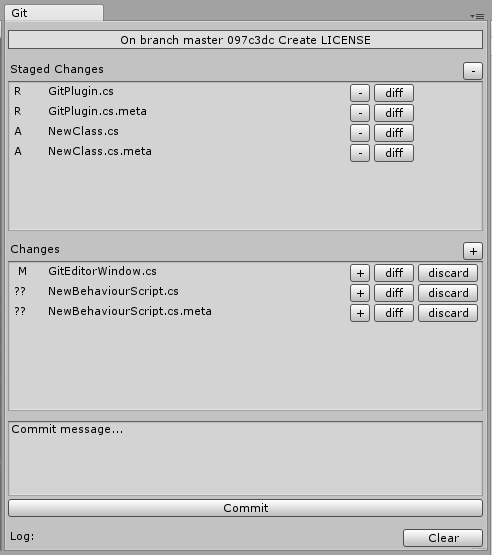 Git
On branch master 097c3dc Create LICENSE
Staged Changes -
R GitPlugin.cs - diff
R GitPlugin.cs.meta - diff
A NewClass.cs - diff
A NewClass.cs.meta - diff
Changes +
M GitEditorWindow.cs + diff discard
?? NewBehaviourScript.cs + diff discard
?? NewBehaviourScript.cs.meta + diff discard
Commit message...
Commit
Log: Clear